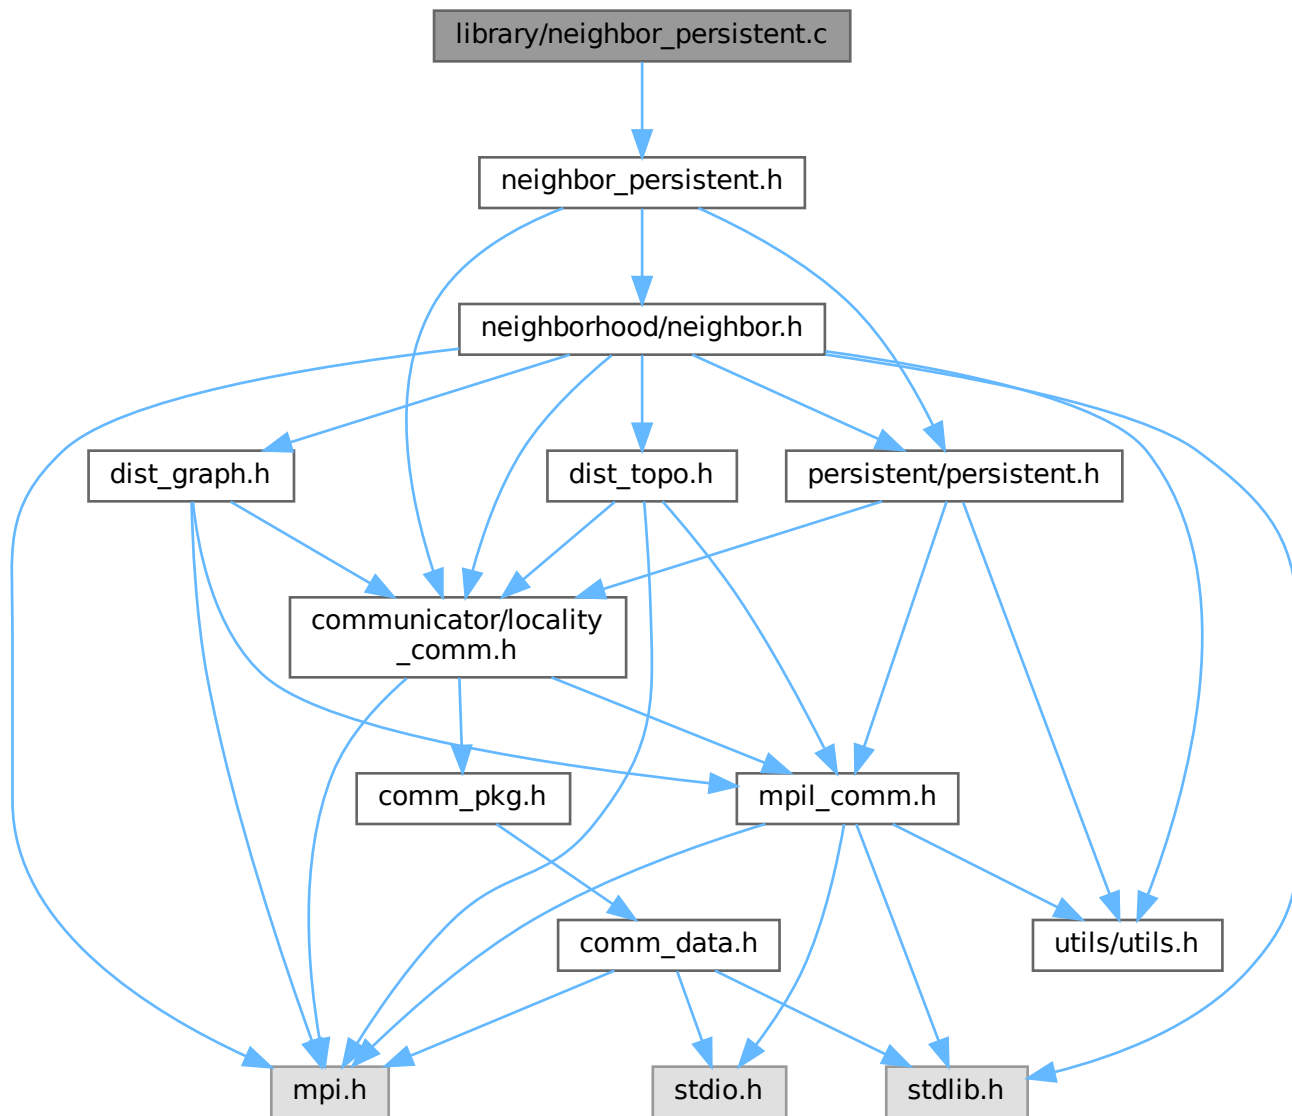 library/neighbor_persistent.c
neighbor_persistent.h
neighborhood/neighbor.h
dist_graph.h
dist_topo.h
persistent/persistent.h
communicator/locality
_comm.h
comm_pkg.h
mpil_comm.h
comm_data.h
utils/utils.h
mpi.h
stdio.h
stdlib.h